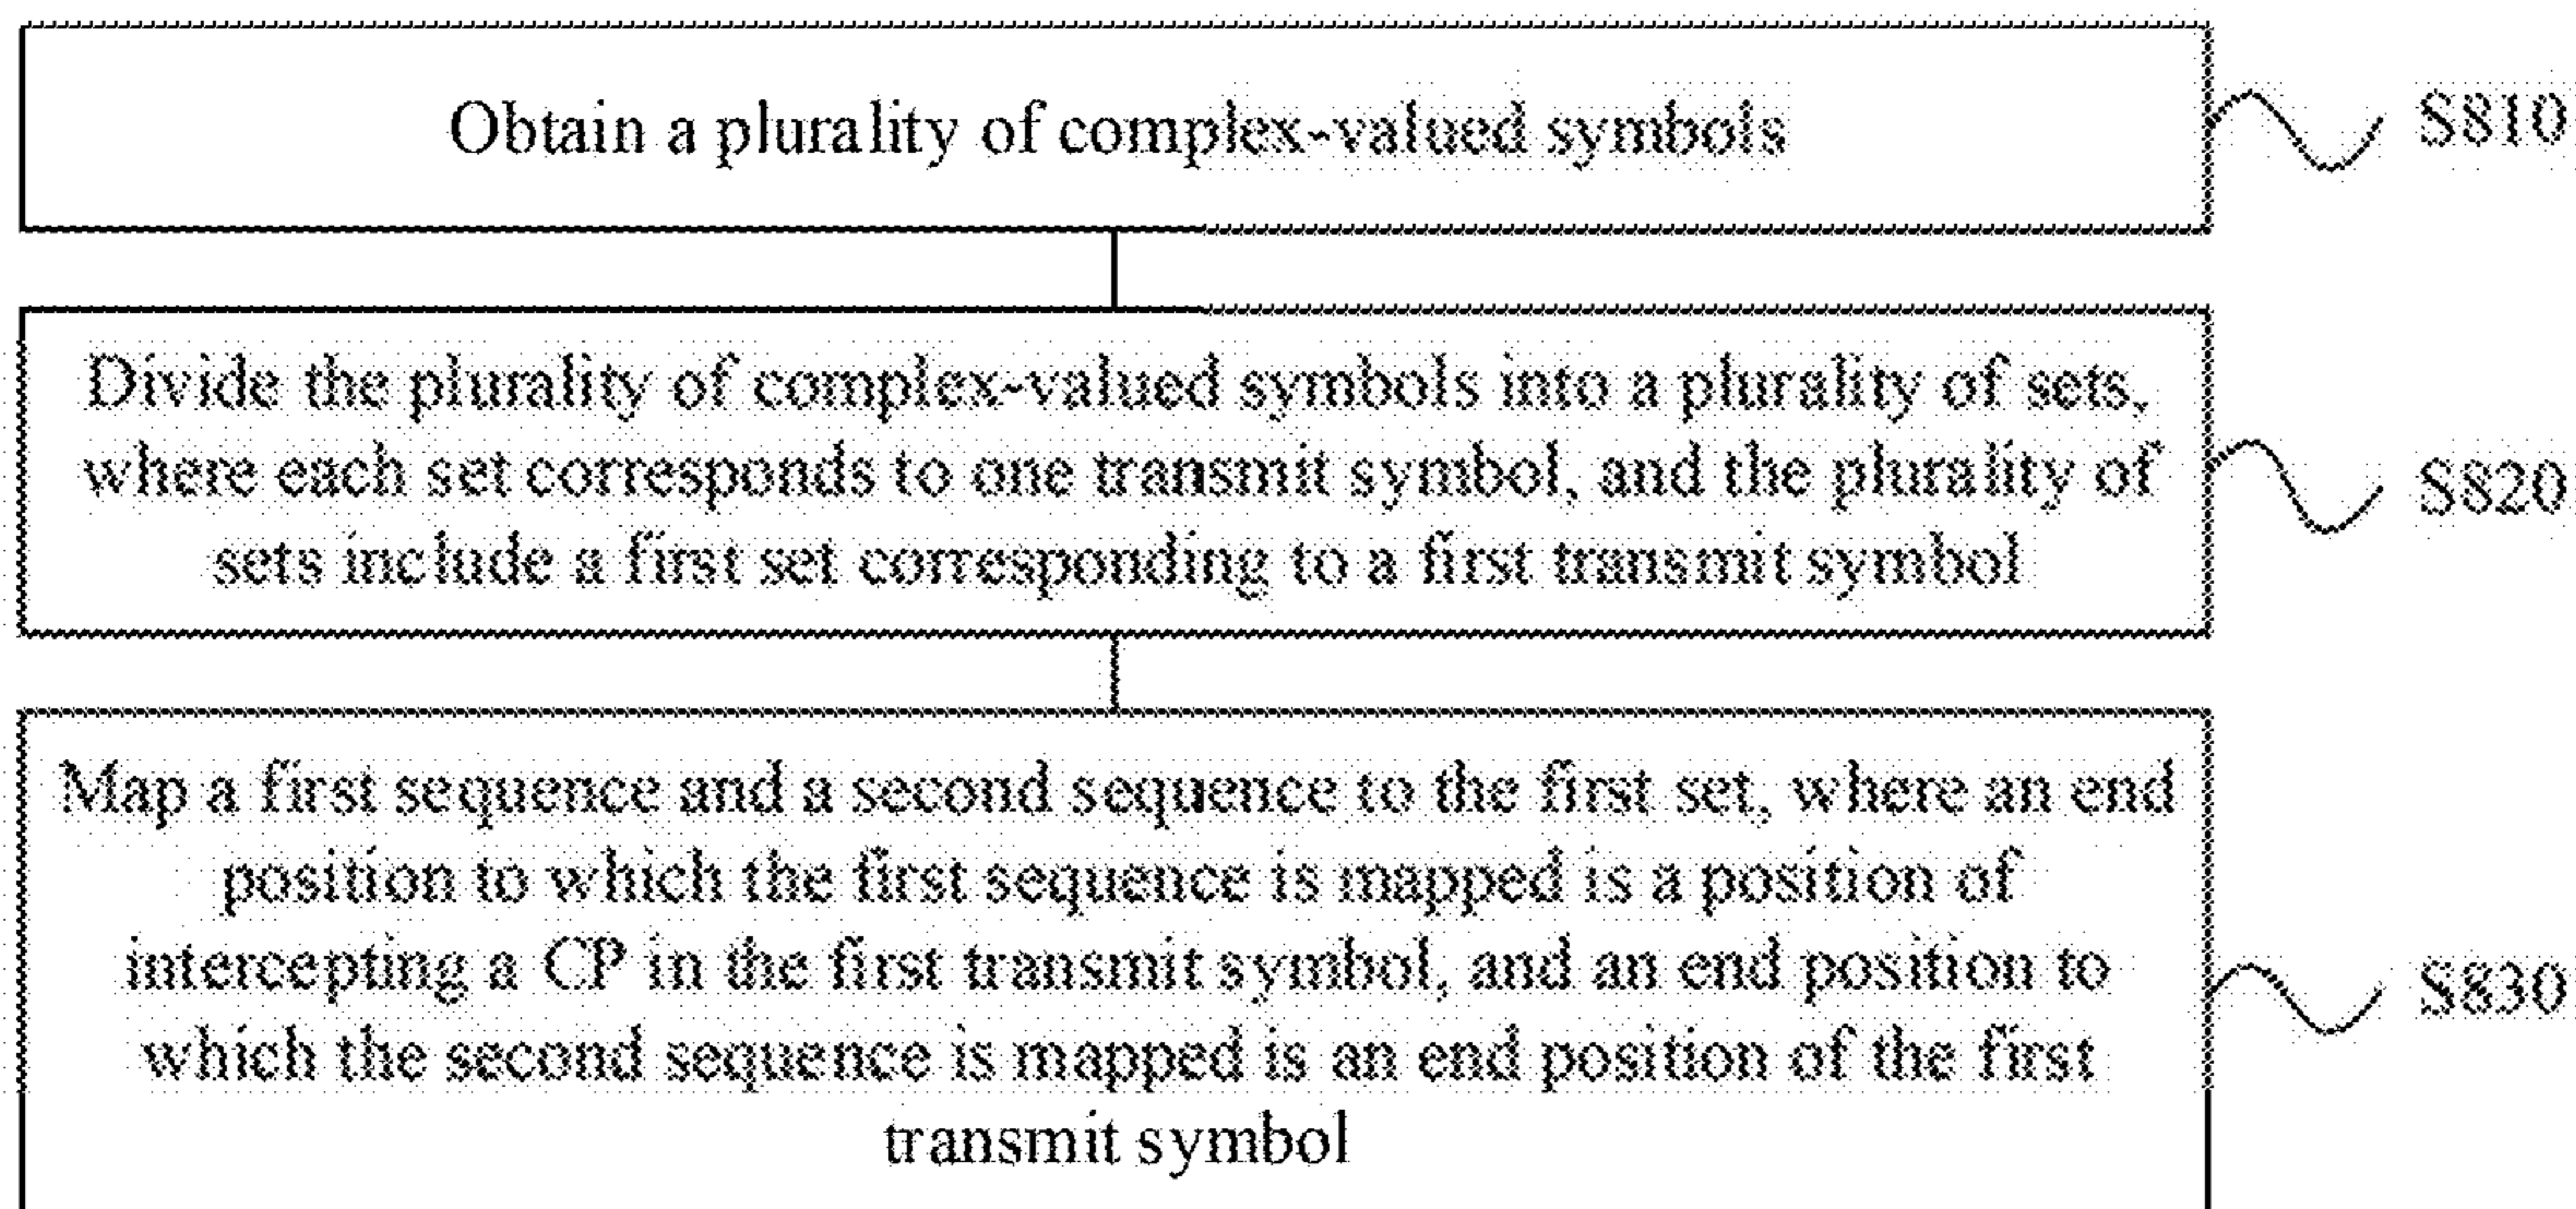 Obtain a plurality of complex-valued symbols
S810
Divide the plurality of complex-valued symbols into a plurality of sets,
where each set corresponds to one transmit symbol, and the plurality of
sets include a first set corresponding to a first transmit symbol
S820
Map a first sequence and a second sequence to the first set, where an end
position to which the first sequence is mapped is a position of
intercepting a CP in the first transmit symbol, and an end position to
which the second sequence is mapped is an end position of the first
transmit symbol
S830